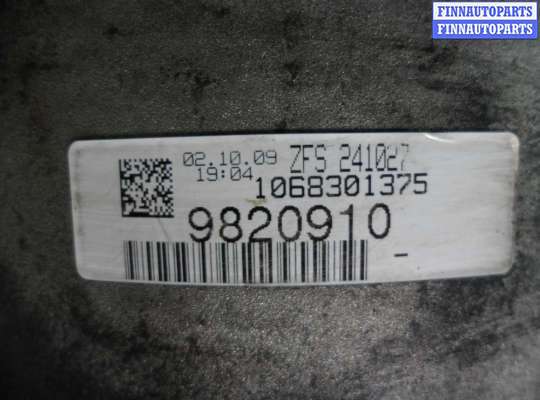 FINNAUTOPARTS
FINNAUTOPARTS
02.10.09 ZFS 241027
19:04 1068301375
9820910
-